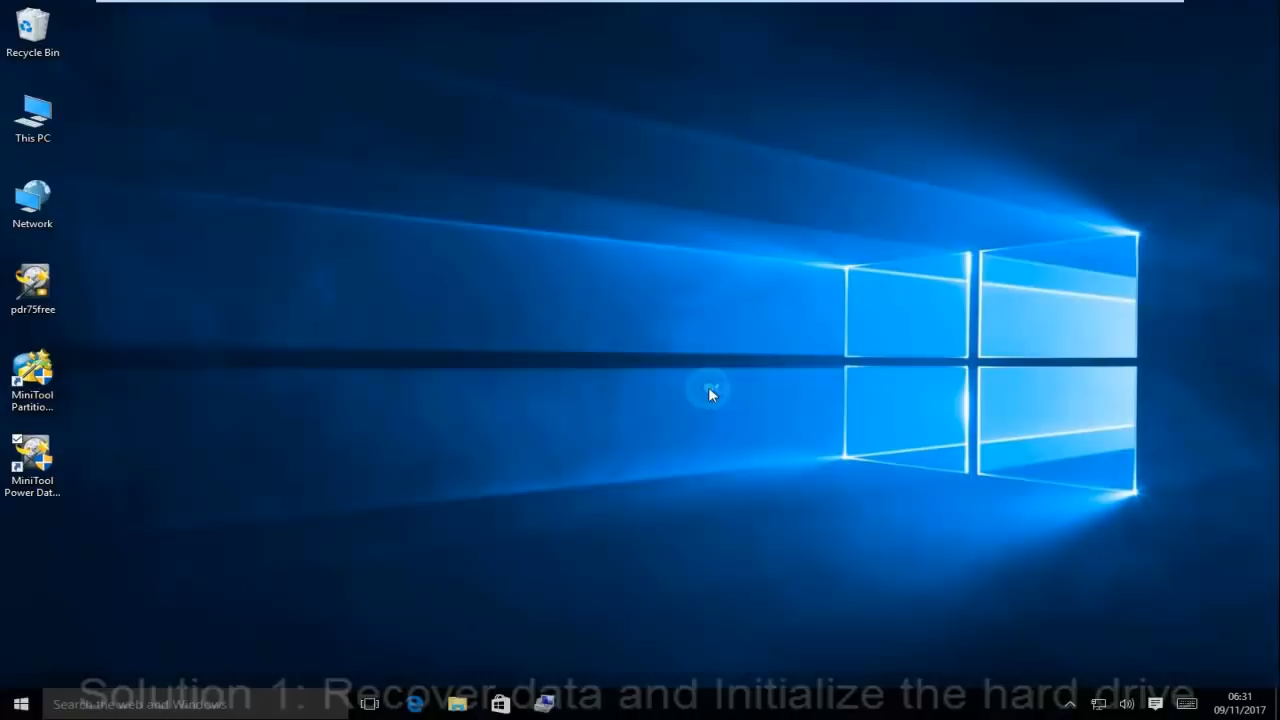 Recycle Bin
This PC
Network
pdr75free
MiniTool
Partitio...
MiniTool
Power Dat...
Solution 1: Recover data and Initialize the hard drive
Search the web and Windows
06:31
09/11/2017